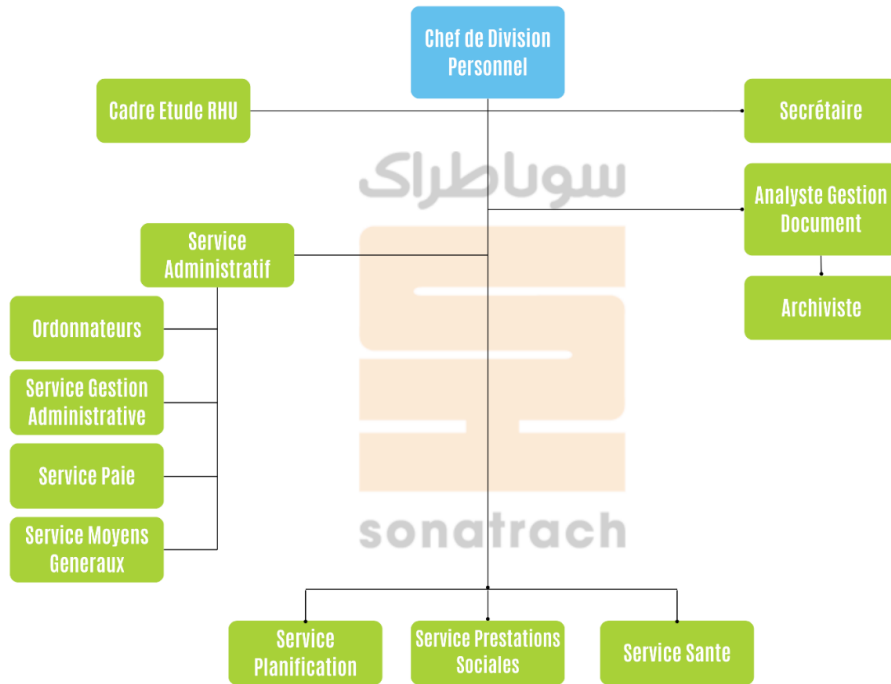 Chef de Division
Personnel
Cadre Etude RHU
Secrétaire
سوناطراك
Analyste Gestion
Document
Service
Administratif
Archiviste
Ordonnateurs
Service Gestion
Administrative
Service Paie
Service Moyens
Generaux
sonatrach
Service
Planification
Service Prestations
Sociales
Service Sante